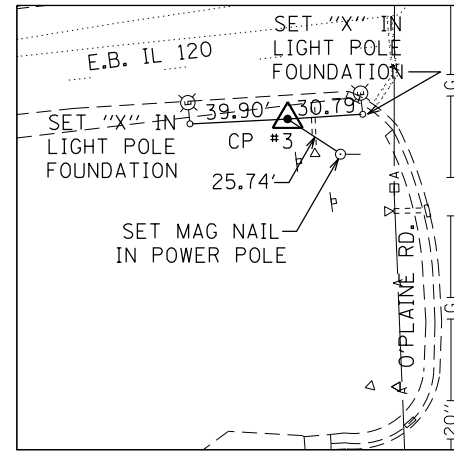 SET "X" IN
LIGHT POLE
FOUNDATION
E.B. IL 120
39.90'
30.79'
SET "X" IN
LIGHT POLE
FOUNDATION
CP #3
25.74'
SET MAG NAIL
IN POWER POLE
O'PLAINE RD.
G
A
G
A
20"